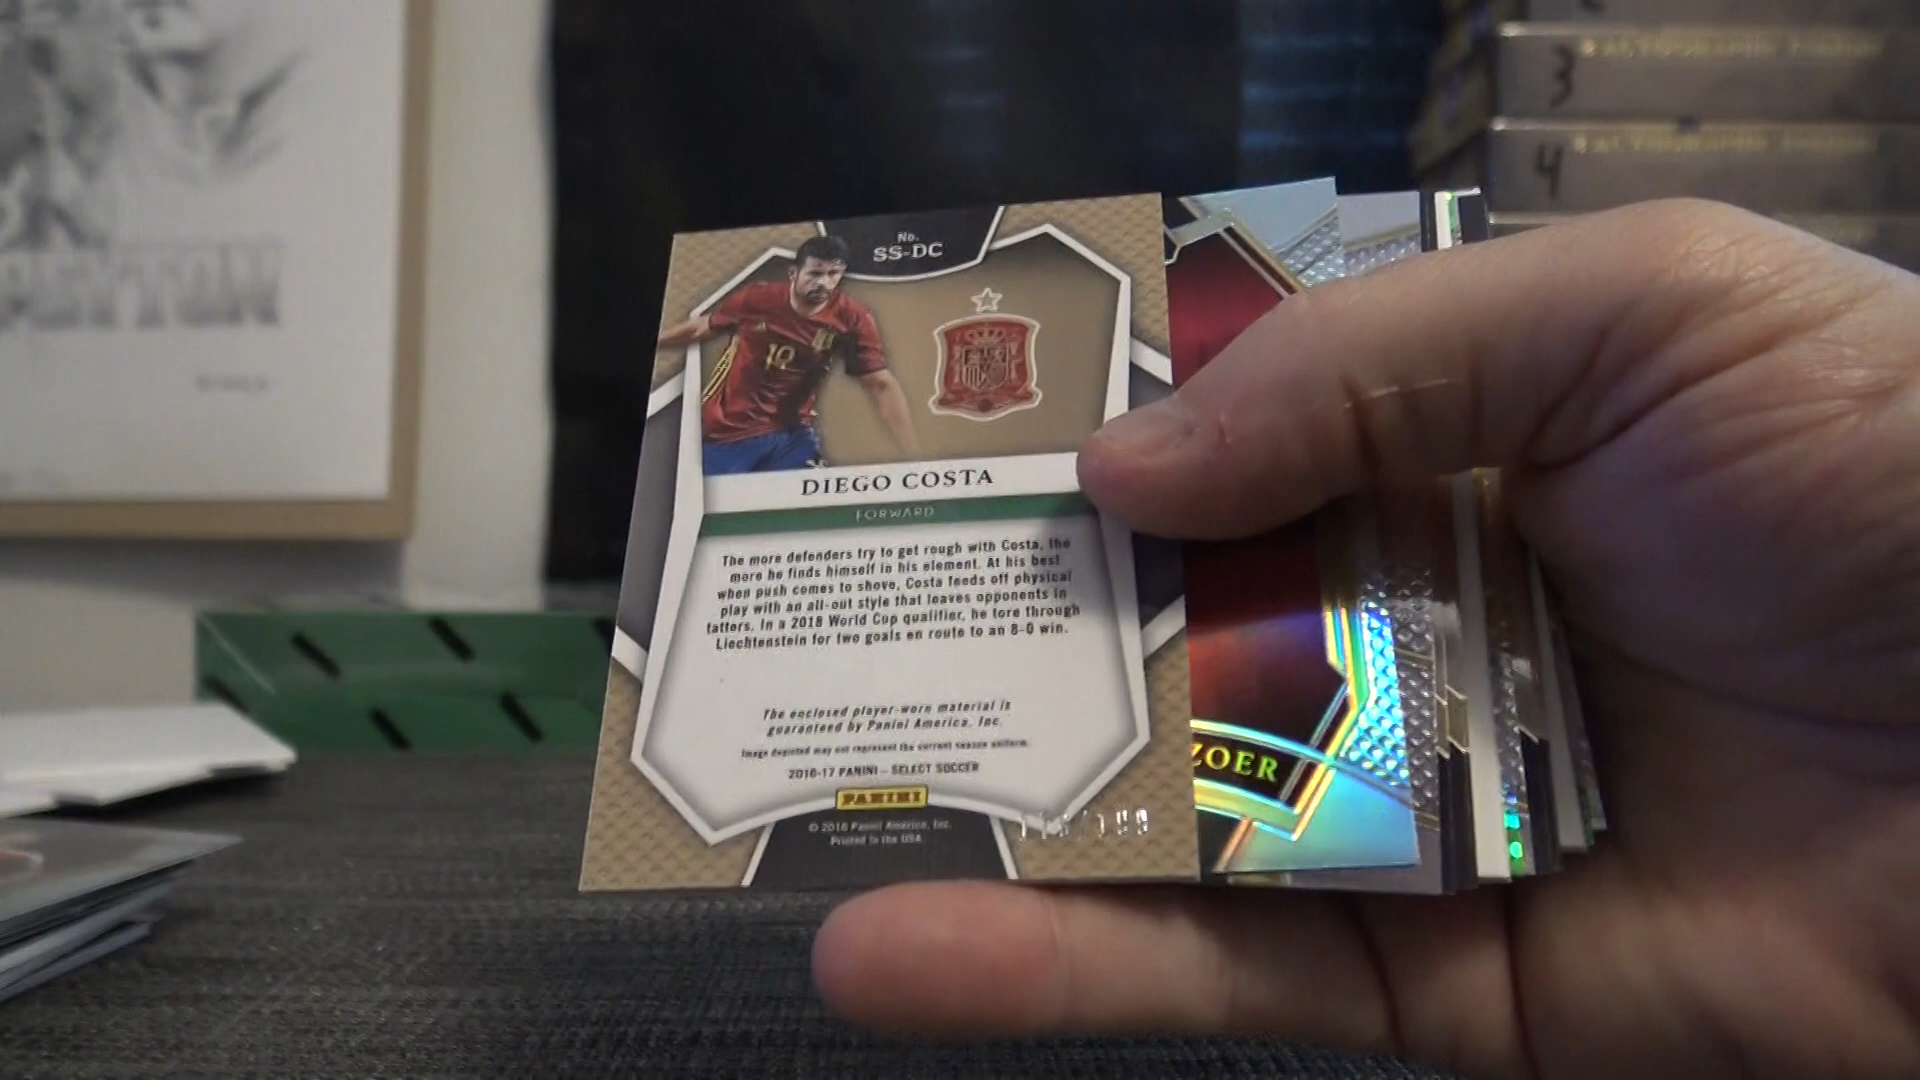 3
4
No.
SS-DC
10
DIEGO COSTA
FORWARD
The more defenders try to get rough with Costa, the
more he finds himself in his element. At his best
when push comes to shove, Costa feeds off physical
play with an all-out style that leaves opponents in
tatters. In a 2018 World Cup qualifier, he tore through
Liechtenstein for two goals en route to an 8-0 win.
The enclosed player-worn material is
guaranteed by Panini America, Inc.
Image depicted may not represent the current season uniform.
2016-17 PANINI – SELECT SOCCER
PANINI
© 2016 Panini America, Inc.
Printed in the USA.
ZOER